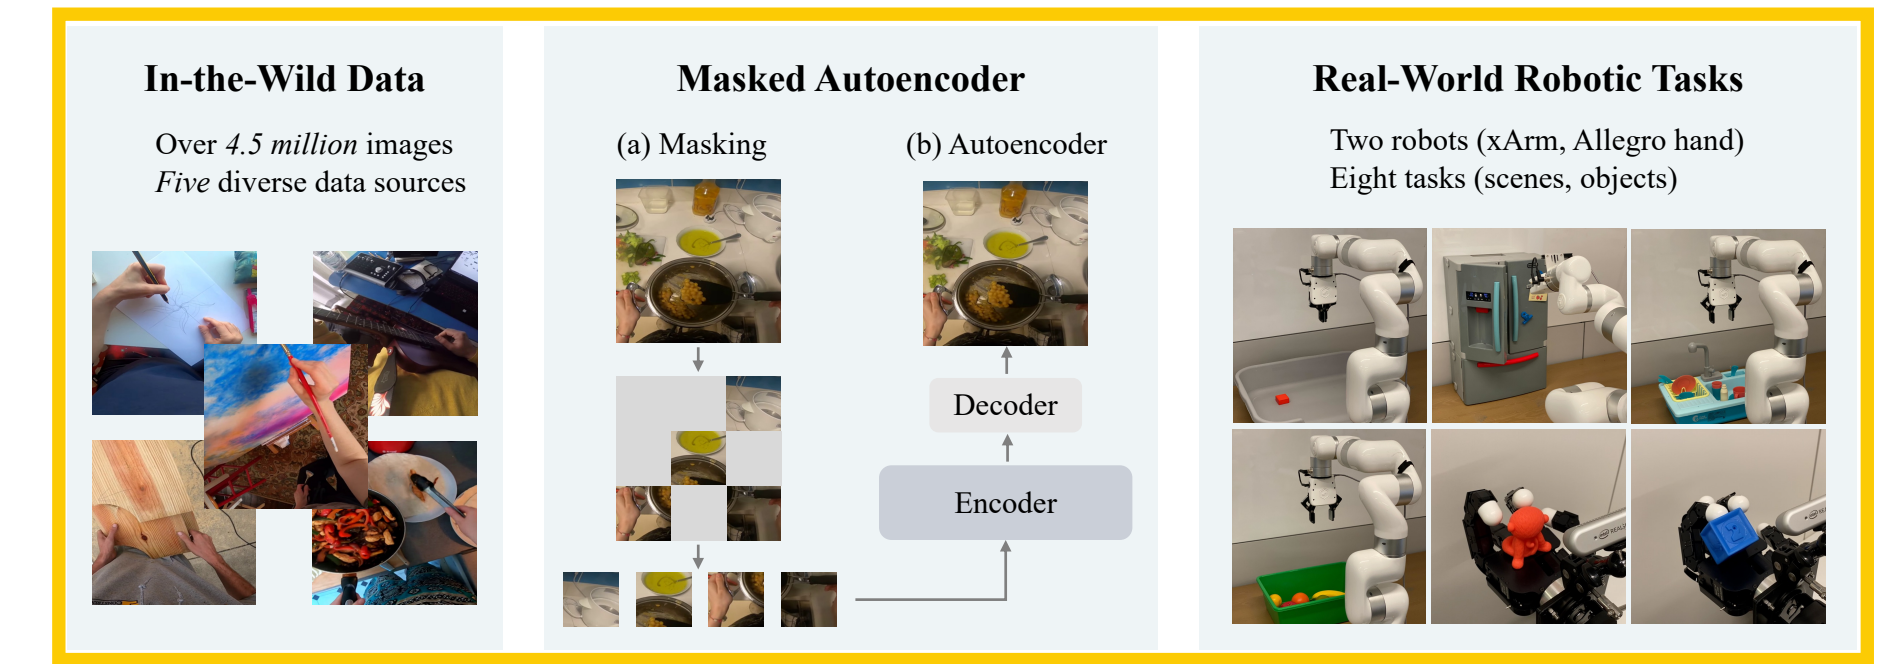 In-the-Wild Data
Over 4.5 million images
Five diverse data sources
Masked Autoencoder
(a) Masking
(b) Autoencoder
Decoder
Encoder
Real-World Robotic Tasks
Two robots (xArm, Allegro hand)
Eight tasks (scenes, objects)